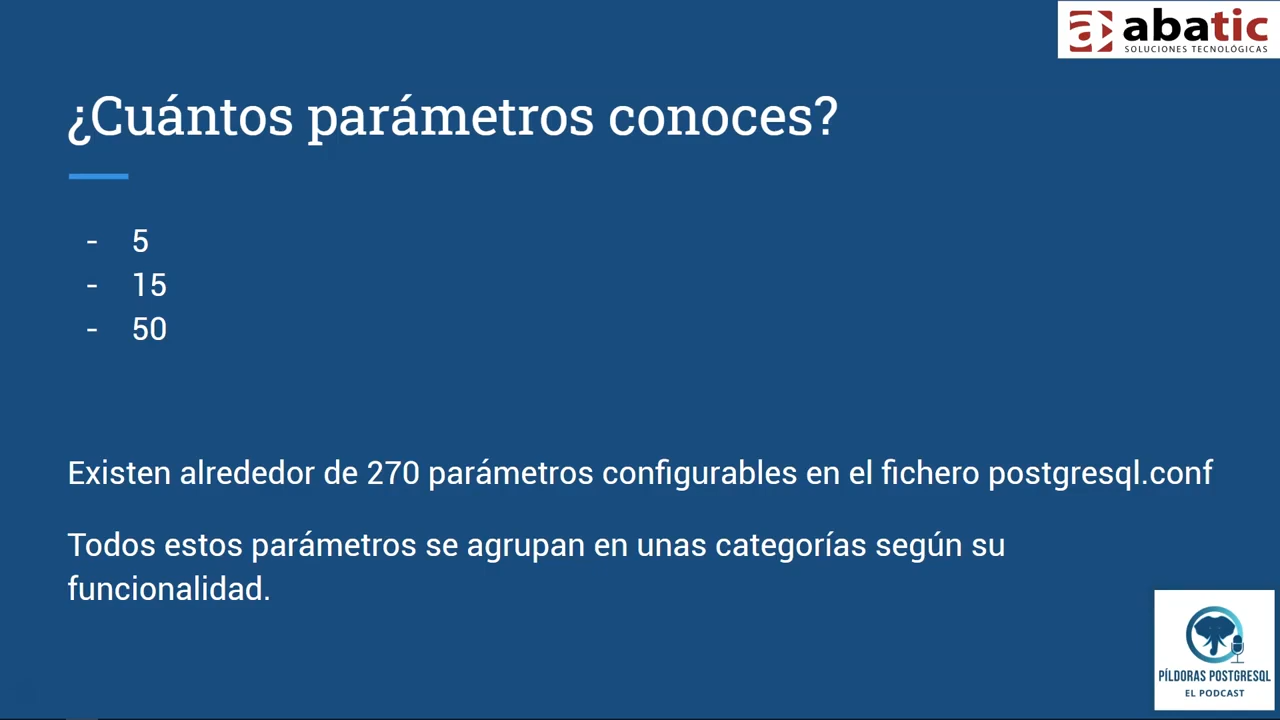 abatic
SOLUCIONES TECNOLÓGICAS
¿Cuántos parámetros conoces?
- 5
- 15
- 50
Existen alrededor de 270 parámetros configurables en el fichero postgresql.conf
Todos estos parámetros se agrupan en unas categorías según su
funcionalidad.
PÍLDORAS POSTGRESQL
EL PODCAST